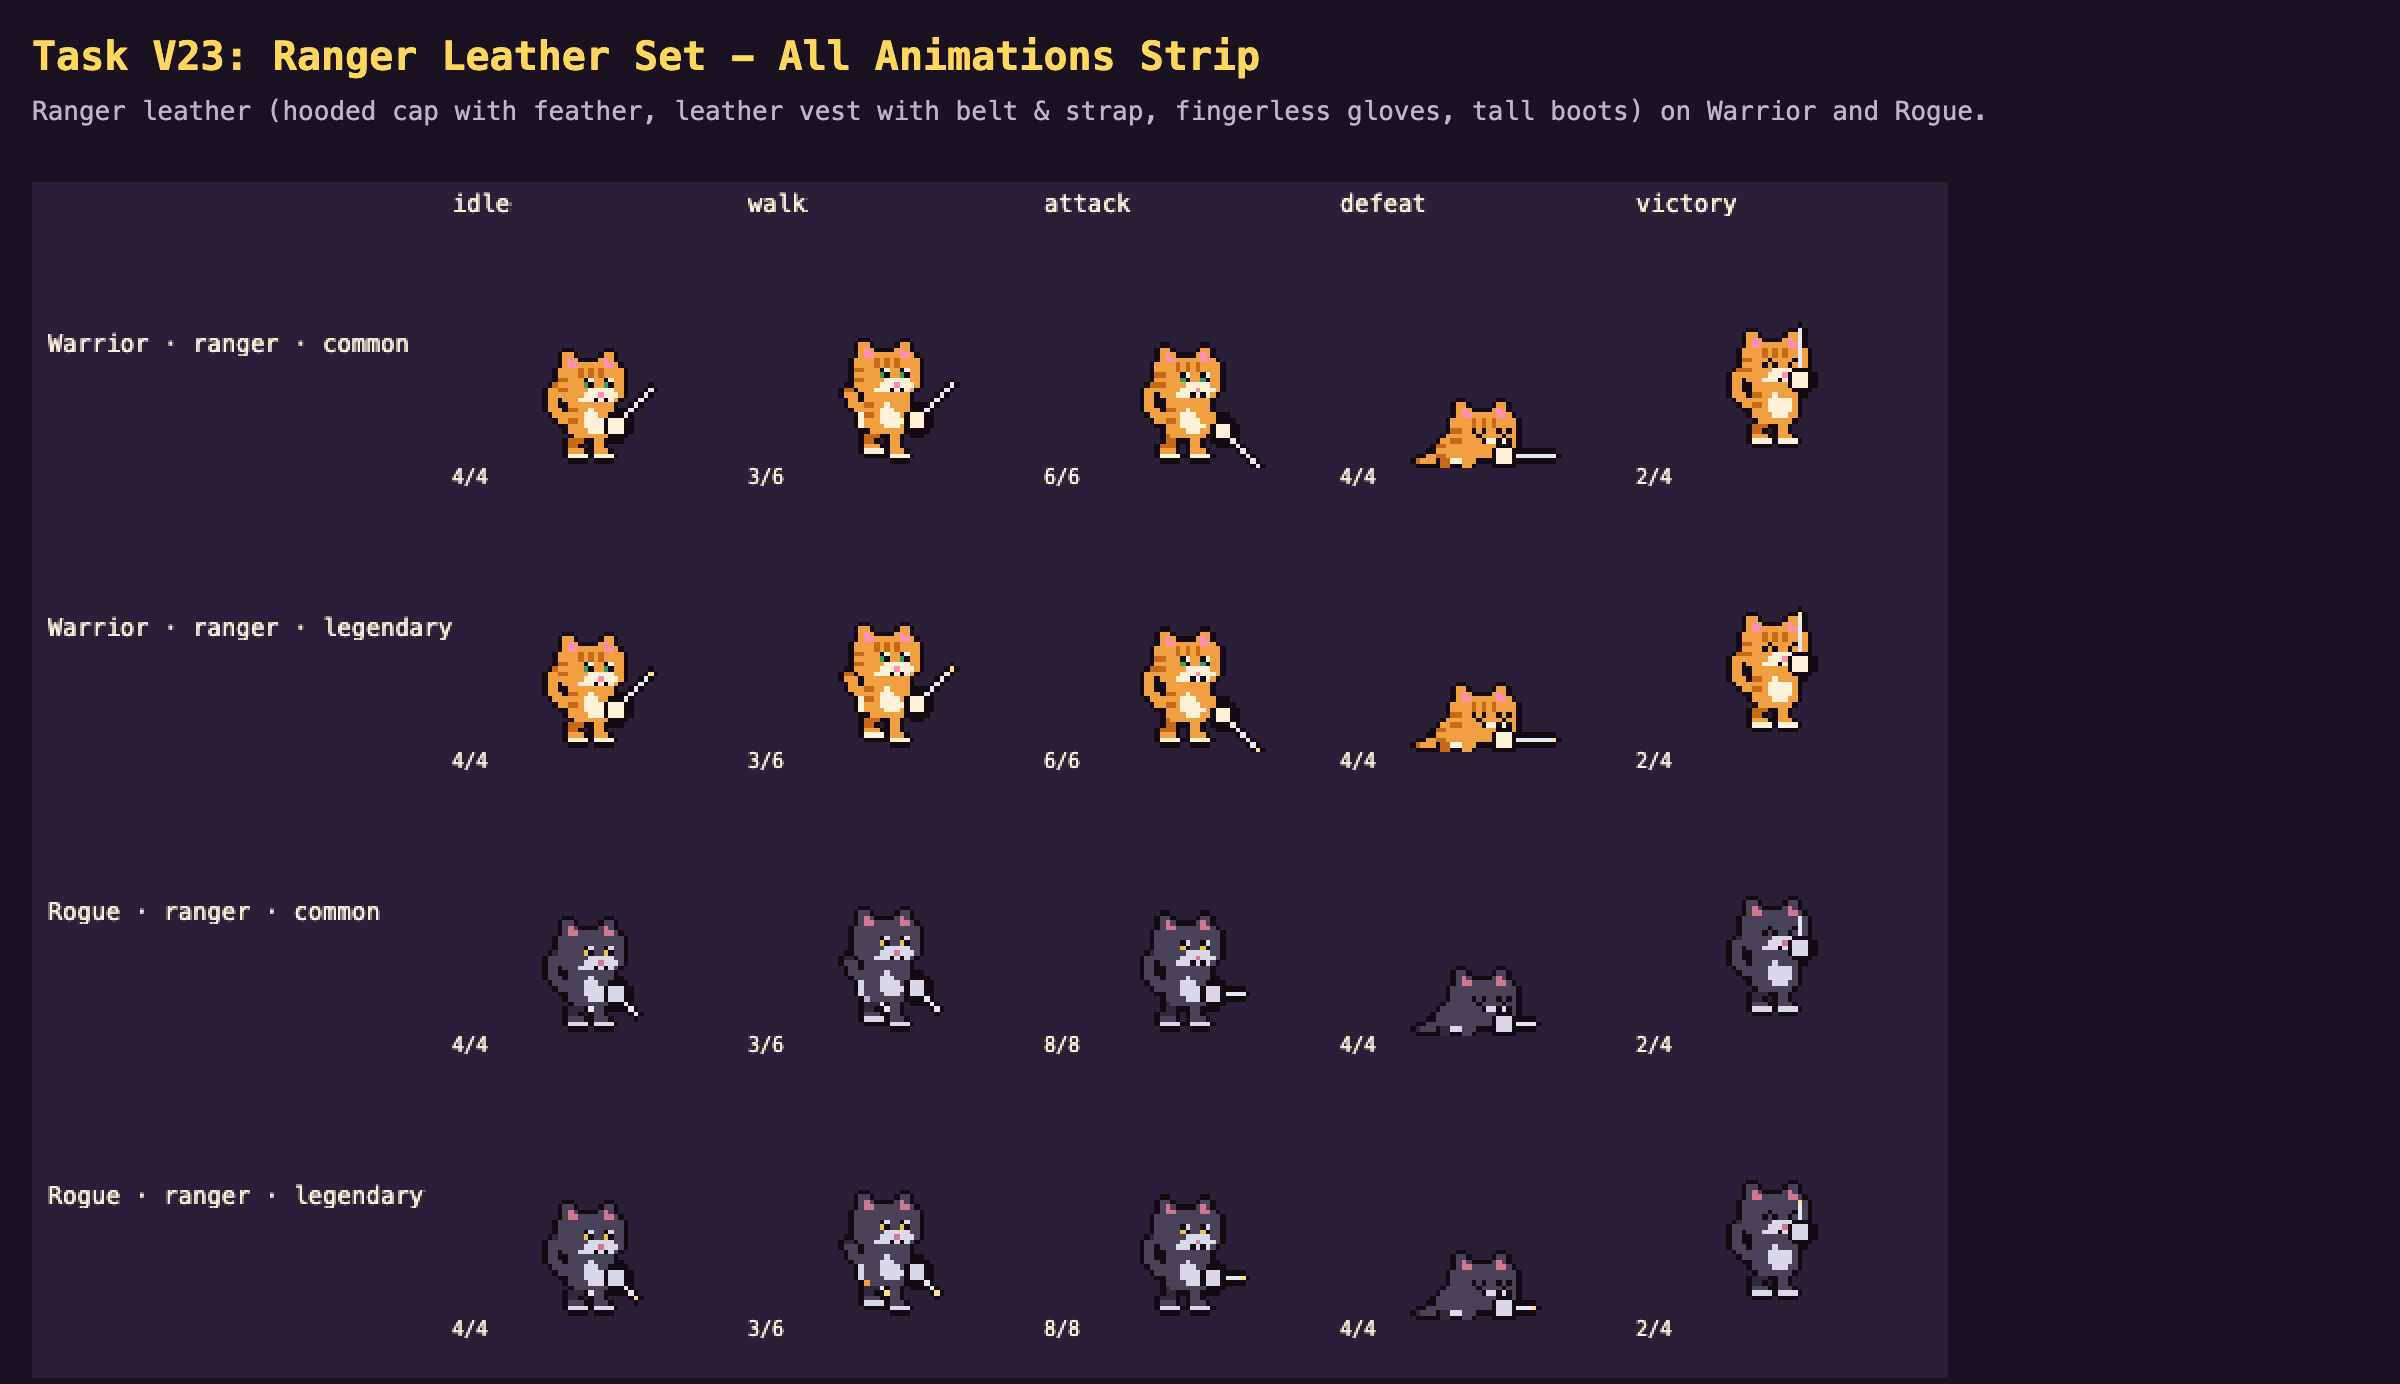 Task V23: Ranger Leather Set – All Animations Strip
Ranger leather (hooded cap with feather, leather vest with belt & strap, fingerless gloves, tall boots) on Warrior and Rogue.
idle walk attack defeat victory
Warrior · ranger · common
4/4 3/6 6/6 4/4 2/4
Warrior · ranger · legendary
4/4 3/6 6/6 4/4 2/4
Rogue · ranger · common
4/4 3/6 8/8 4/4 2/4
Rogue · ranger · legendary
4/4 3/6 8/8 4/4 2/4